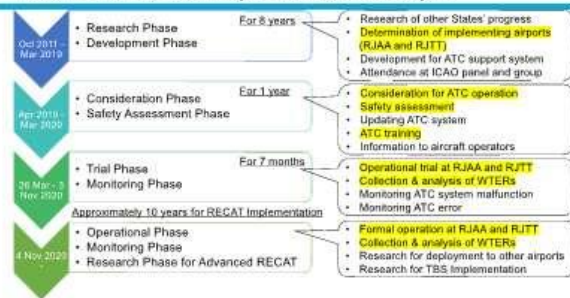 Oct 2011 -
Mar 2019
• Research Phase
• Development Phase
For 8 years
• Research of other States' progress
• Determination of implementing airports
(RJAA and RJTT)
• Development for ATC support system
• Attendance at ICAO panel and group
Apr 2019 -
Mar 2020
• Consideration Phase
• Safety Assessment Phase
For 1 year
• Consideration for ATC operation
• Safety assessment
• Updating ATC system
• ATC training
• Information to aircraft operators
26 Mar - 3
Nov 2020
• Trial Phase
• Monitoring Phase
For 7 months
• Operational trial at RJAA and RJTT
• Collection & analysis of WTERs
• Monitoring ATC system malfunction
• Monitoring ATC error
Approximately 10 years for RECAT Implementation
4 Nov 2020
• Operational Phase
• Monitoring Phase
• Research Phase for Advanced RECAT
• Formal operation at RJAA and RJTT
• Collection & analysis of WTERs
• Research for deployment to other airports
• Research for TBS Implementation